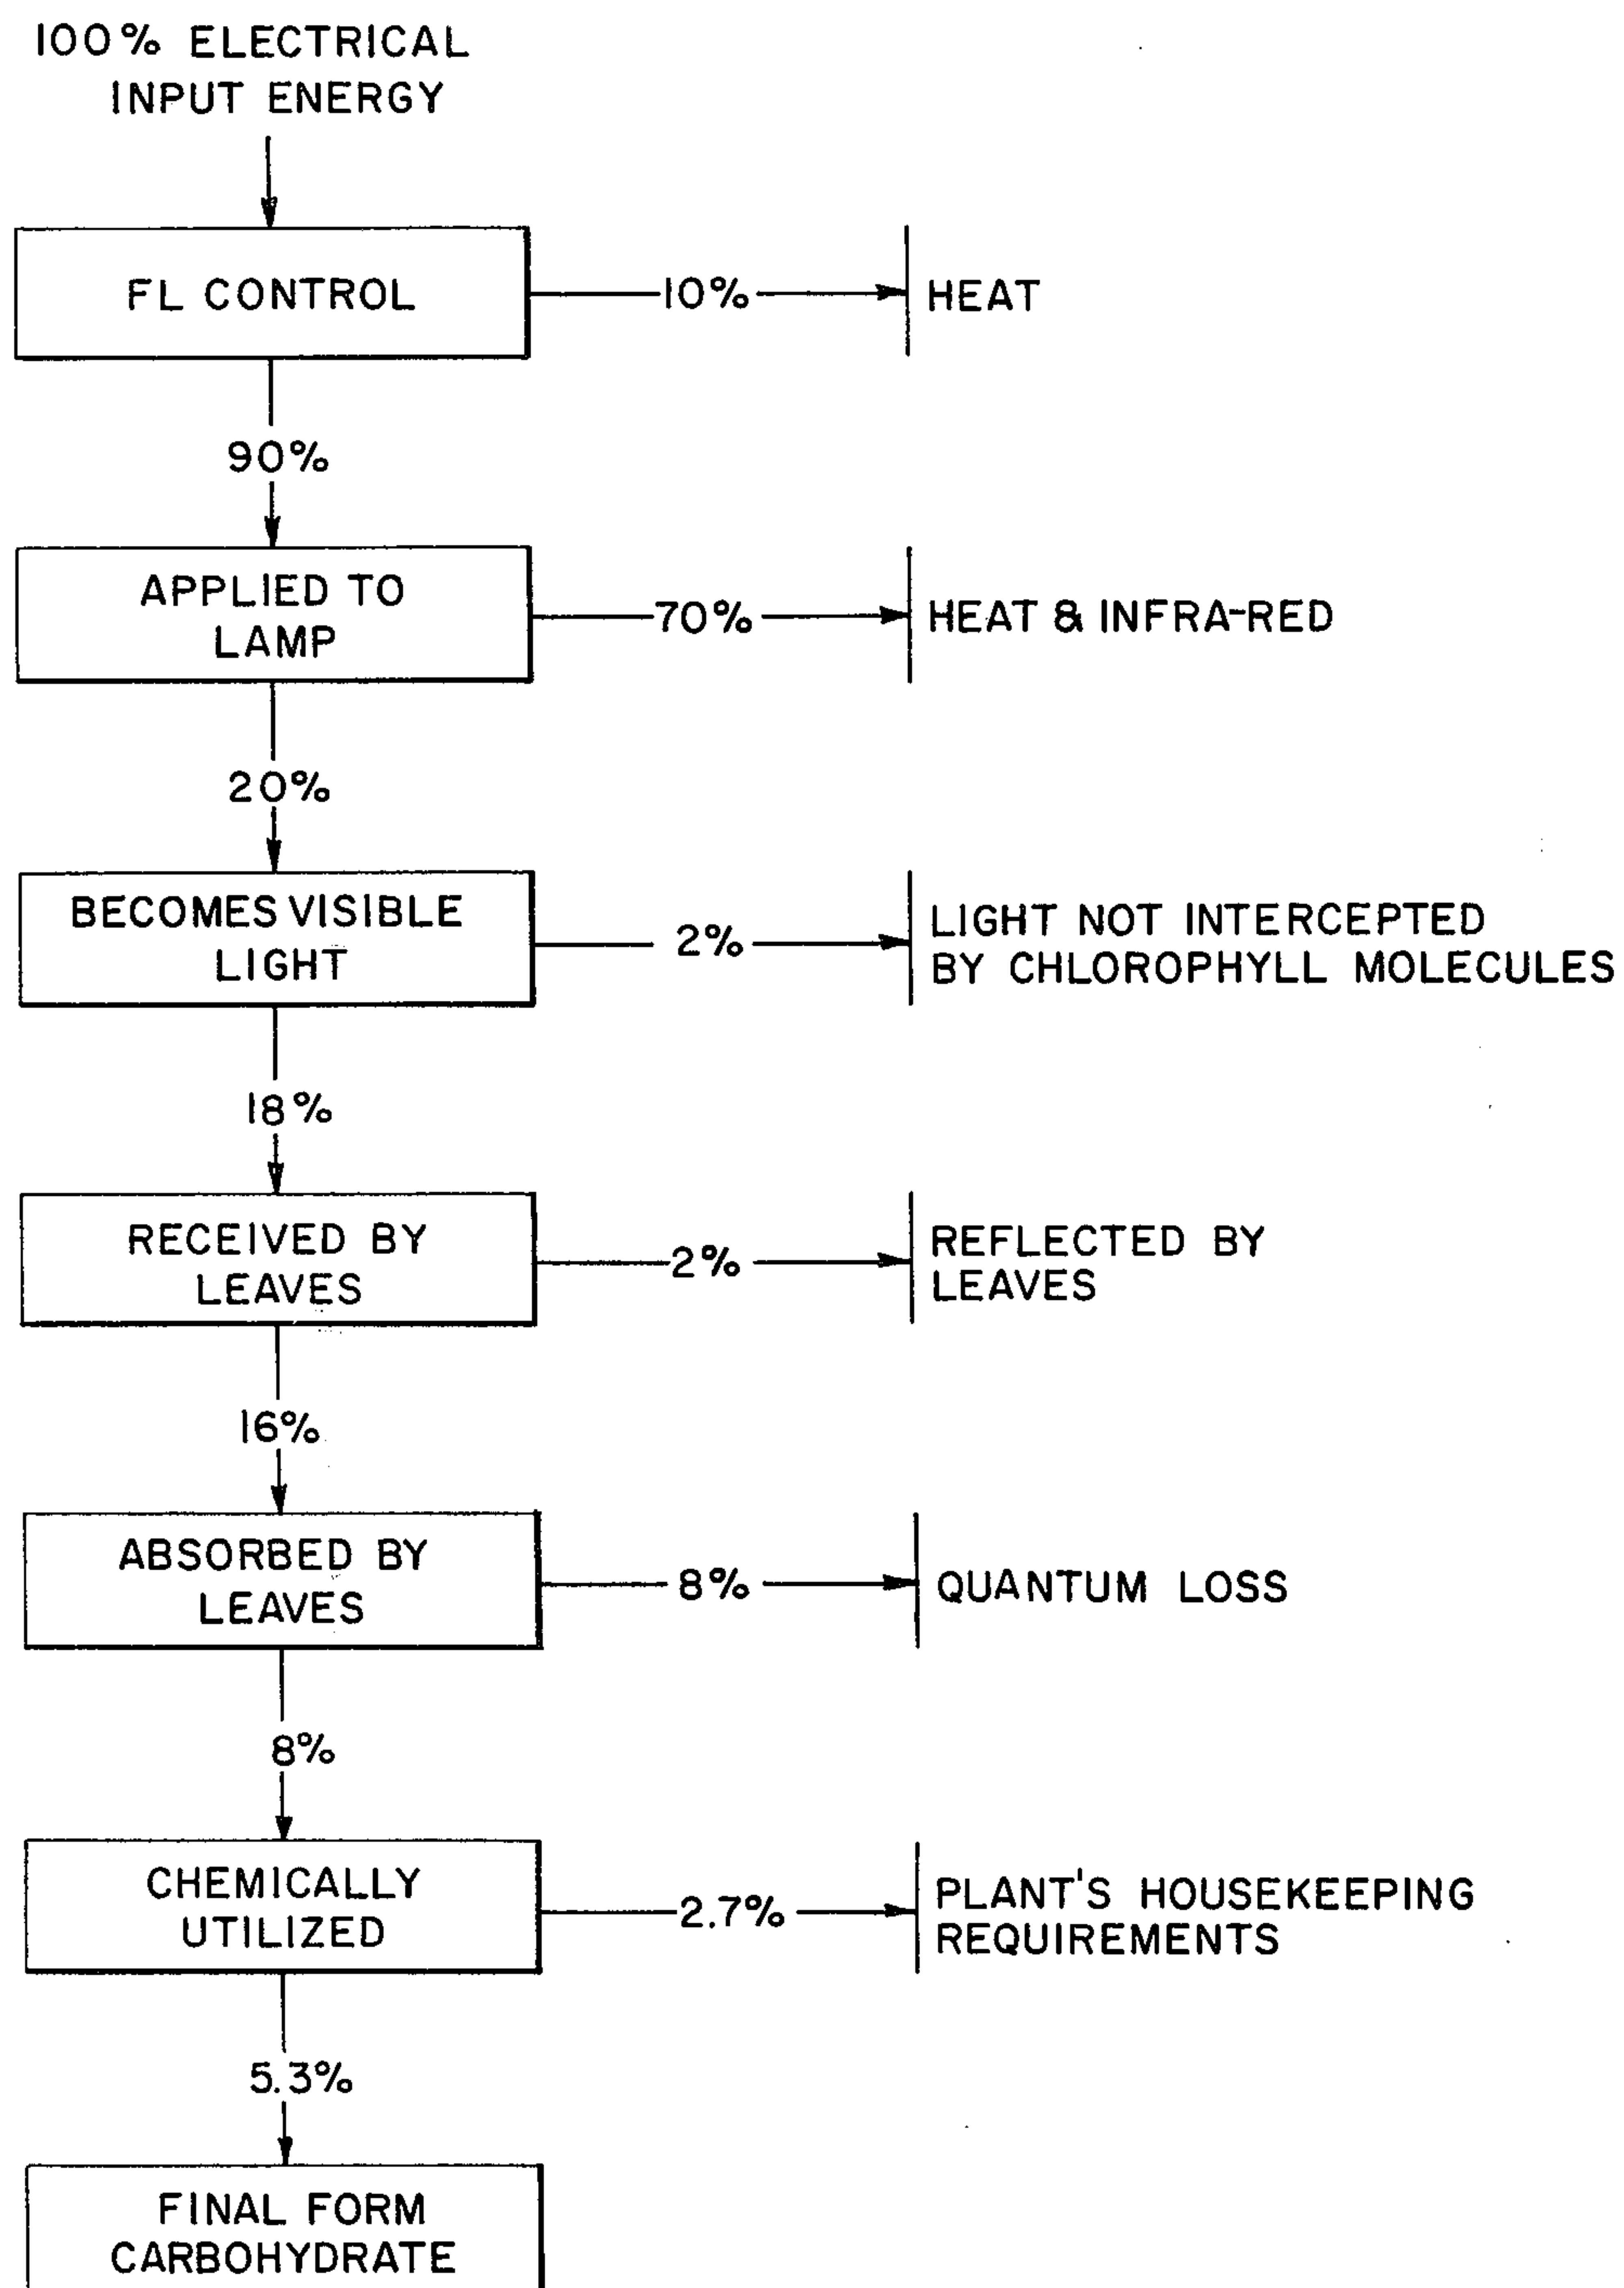 100% ELECTRICAL
INPUT ENERGY
FL CONTROL
10%
HEAT
90%
APPLIED TO
LAMP
70%
HEAT & INFRA-RED
20%
BECOMES VISIBLE
LIGHT
2%
LIGHT NOT INTERCEPTED
BY CHLOROPHYLL MOLECULES
18%
RECEIVED BY
LEAVES
2%
REFLECTED BY
LEAVES
16%
ABSORBED BY
LEAVES
8%
QUANTUM LOSS
8%
CHEMICALLY
UTILIZED
2.7%
PLANT'S HOUSEKEEPING
REQUIREMENTS
5.3%
FINAL FORM
CARBOHYDRATE